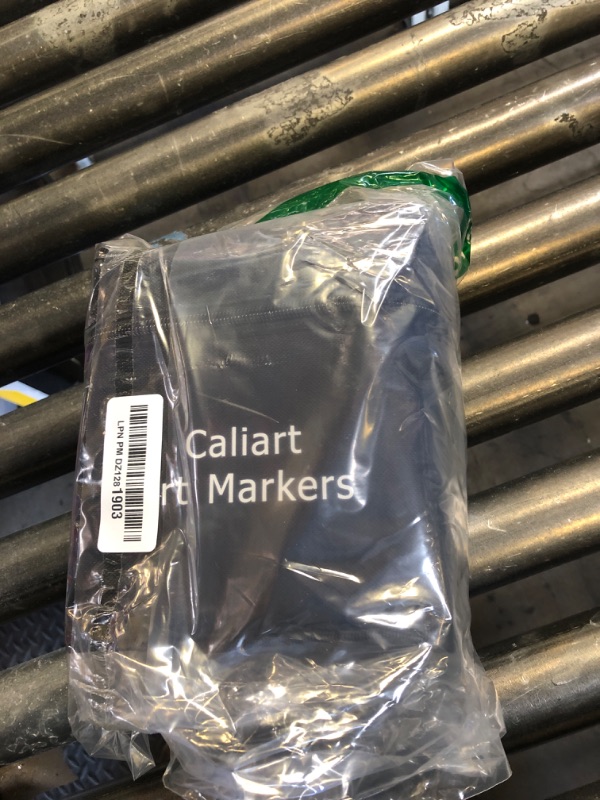 Caliart
rt Markers
LPN PM DZ128 1903